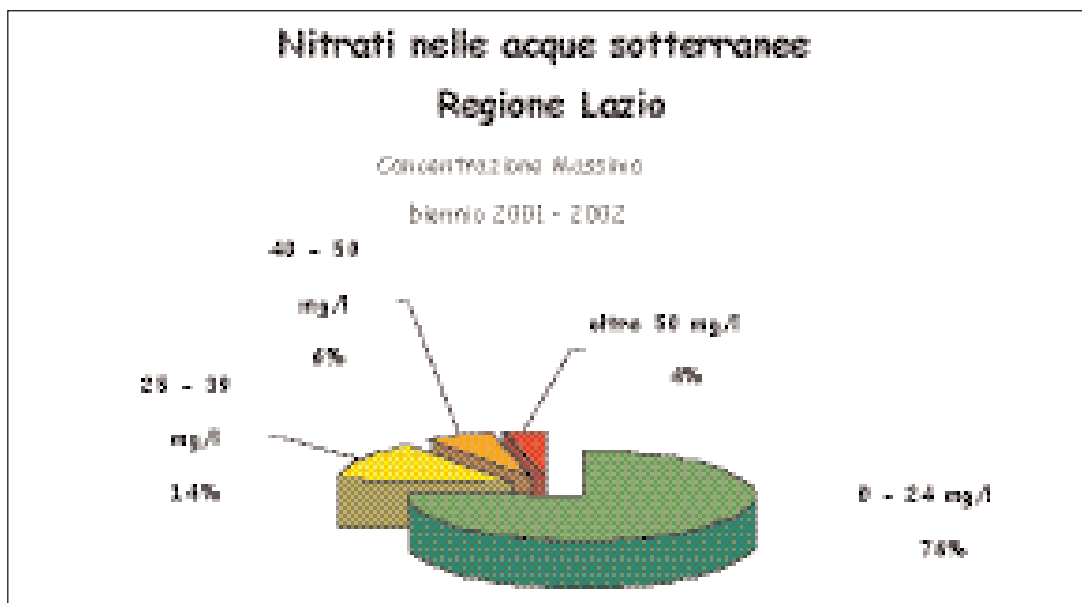 Nitrati nelle acque sotterranee
Regione Lazio
Concentrazione Massima
biennio 2001 - 2002
40 - 50
mg/l
6%
oltre 50 mg/l
4%
25 - 39
mg/l
14%
0 - 24 mg/l
76%